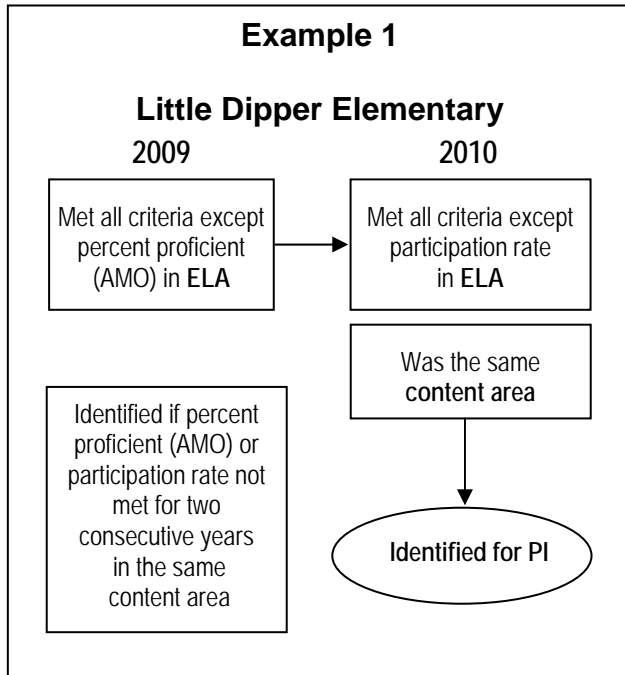 Example 1
Little Dipper Elementary
2009
2010
Met all criteria except
percent proficient
(AMO) in ELA
Met all criteria except
participation rate
in ELA
Was the same
content area
Identified if percent
proficient (AMO) or
participation rate not
met for two
consecutive years
in the same
content area
Identified for PI